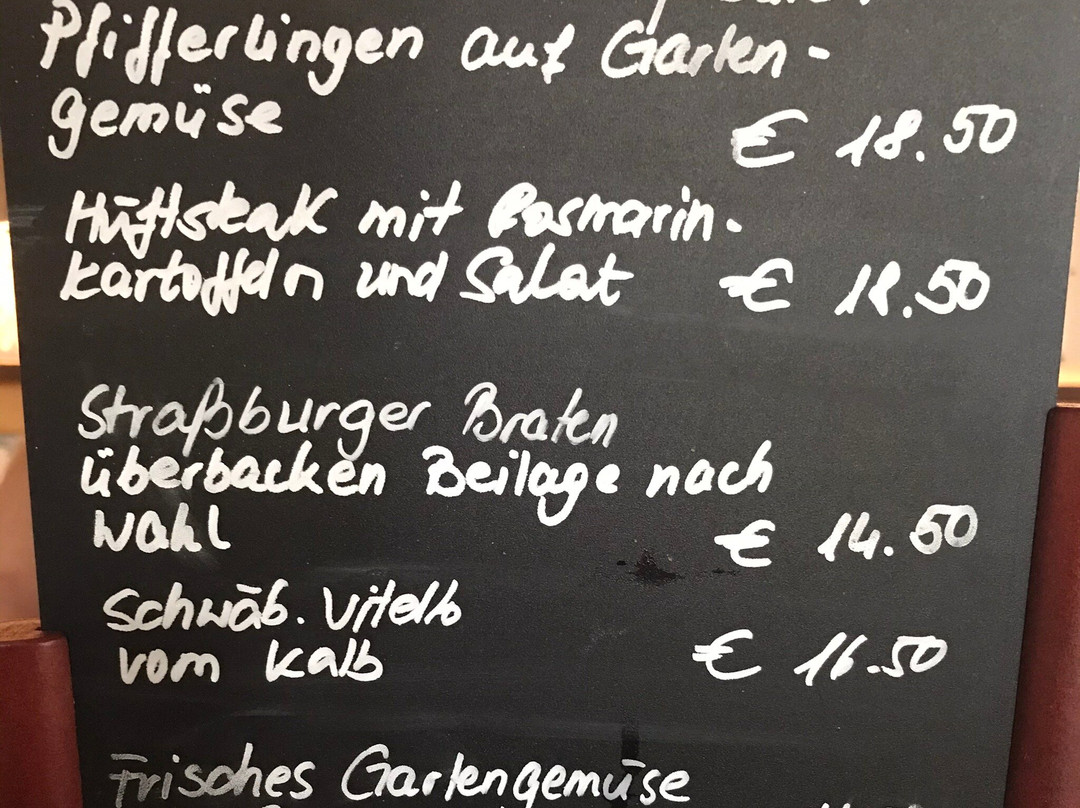 Pfifferlingen auf Garten-
gemüse € 18.50
Hüftsteak mit Rosmarin-
kartoffeln und Salat € 18.50
Straßburger Braten
überbacken Beilage nach
Wahl € 14.50
Schwäb.
vom Kalb € 16.50
Frisches Gartengemüse